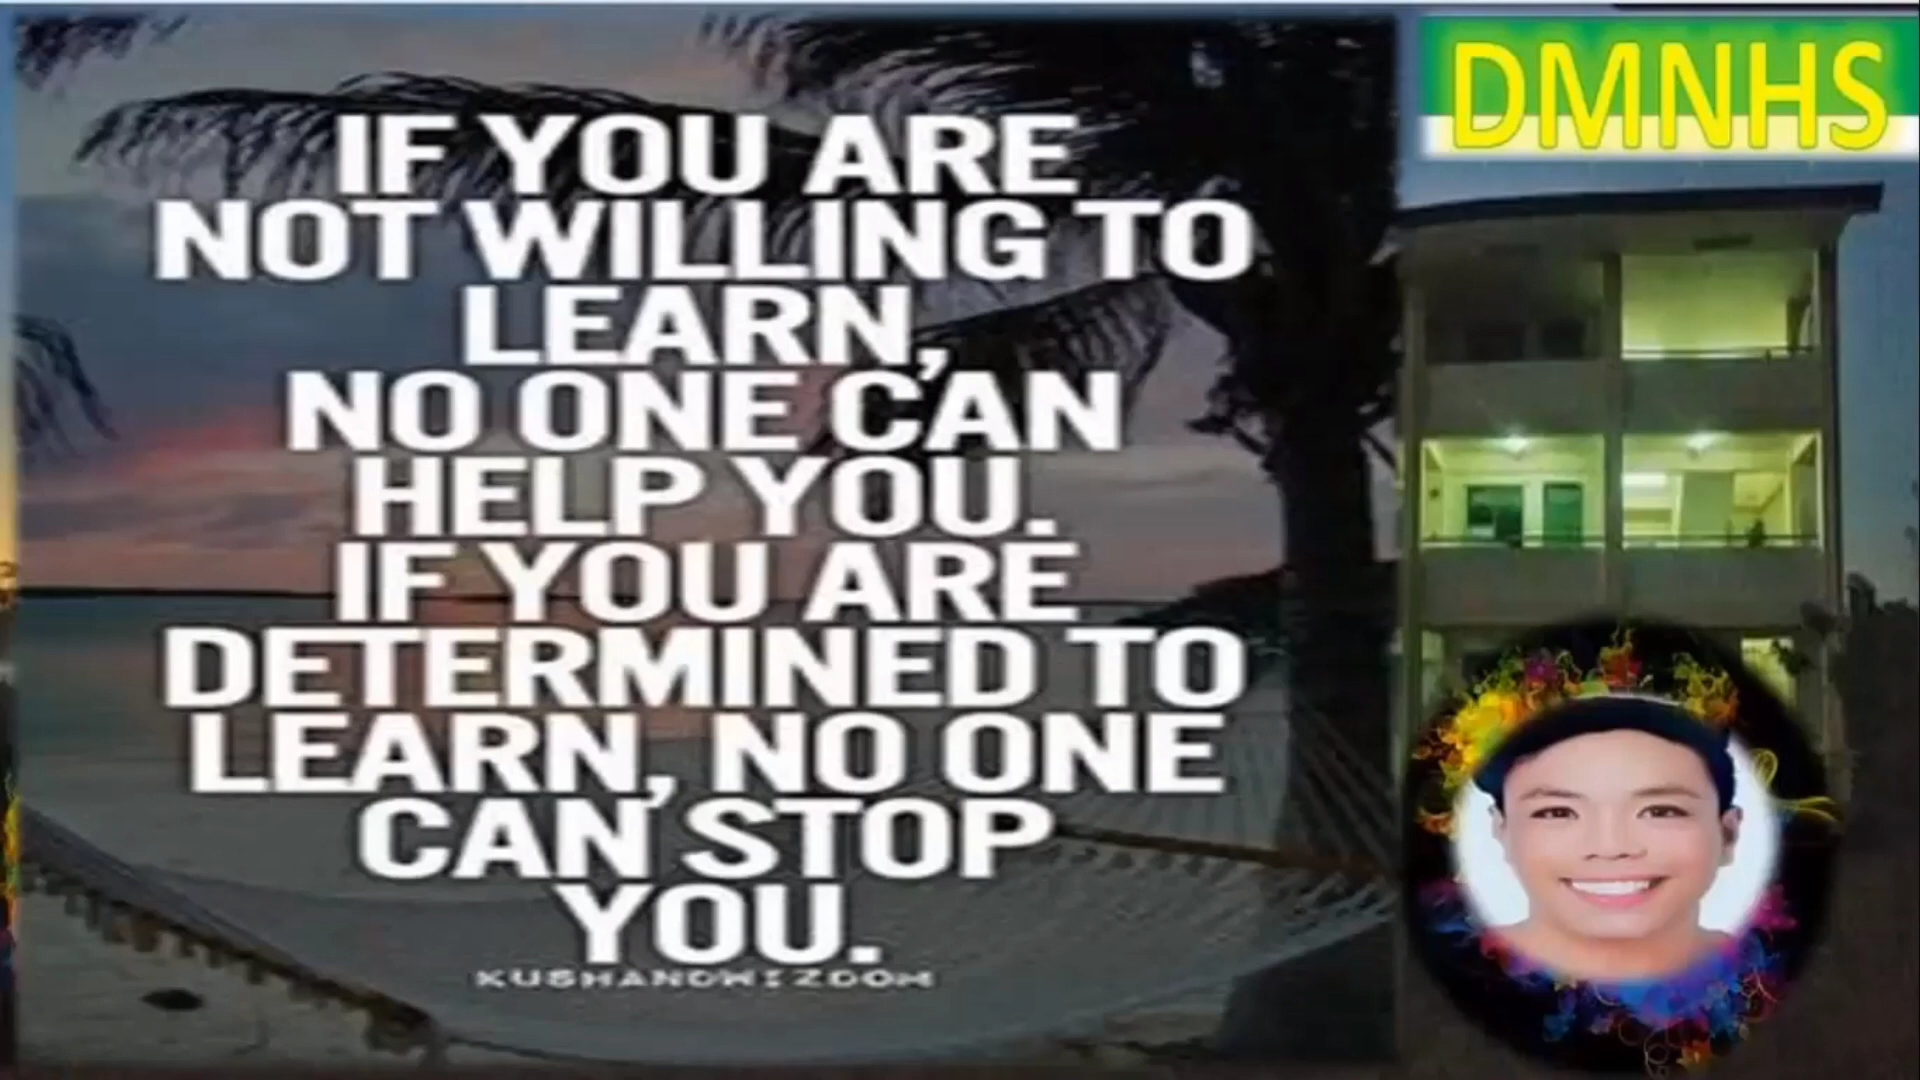 IF YOU ARE
NOT WILLING TO
LEARN,
NO ONE CAN
HELP YOU.
IF YOU ARE
DETERMINED TO
LEARN, NO ONE
CAN STOP
YOU.
KUSHANDWIZDOM
DMNHS